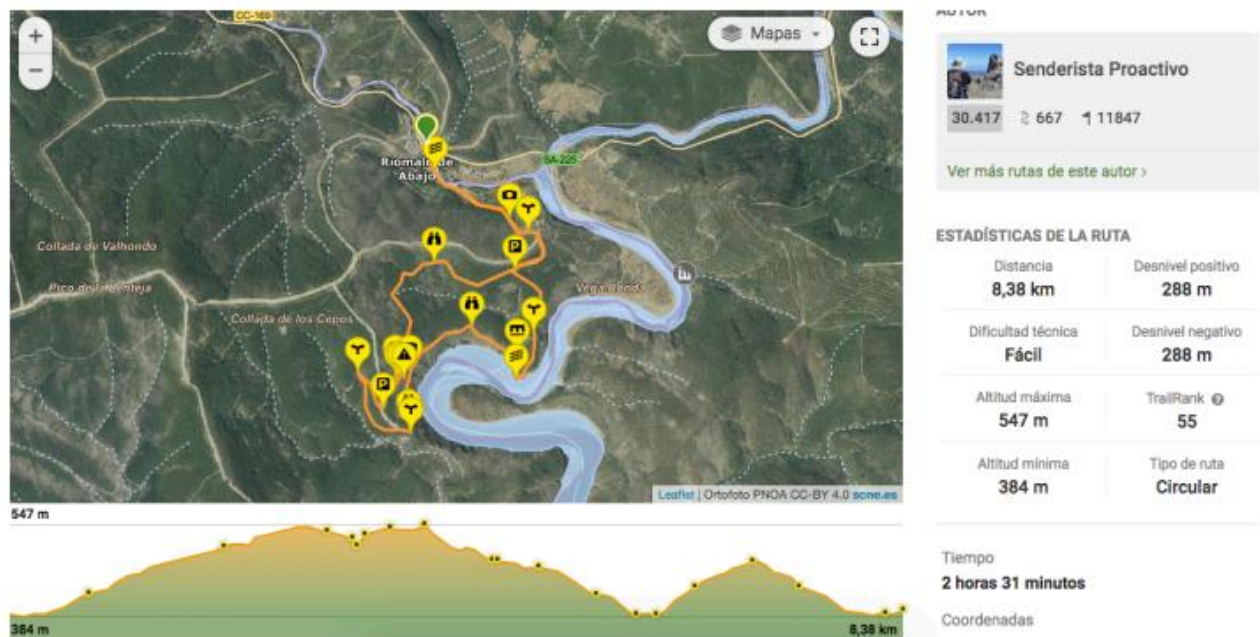 CC-169
+
−
Mapas
Riomalo de
Abajo
SA-225
Collada de Valhondo
Pico de la Lenteja
Collada de los Cepos
Vega Renda
P
P
Leaflet | Ortofoto PNOA CC-BY 4.0 scne.es
547 m
384 m
8,38 km
AUTOR
Senderista Proactivo
30.417 667 11847
Ver más rutas de este autor ›
ESTADÍSTICAS DE LA RUTA
Distancia Desnivel positivo
8,38 km 288 m
Dificultad técnica Desnivel negativo
Fácil 288 m
Altitud máxima TrailRank ?
547 m 55
Altitud mínima Tipo de ruta
384 m Circular
Tiempo
2 horas 31 minutos
Coordenadas